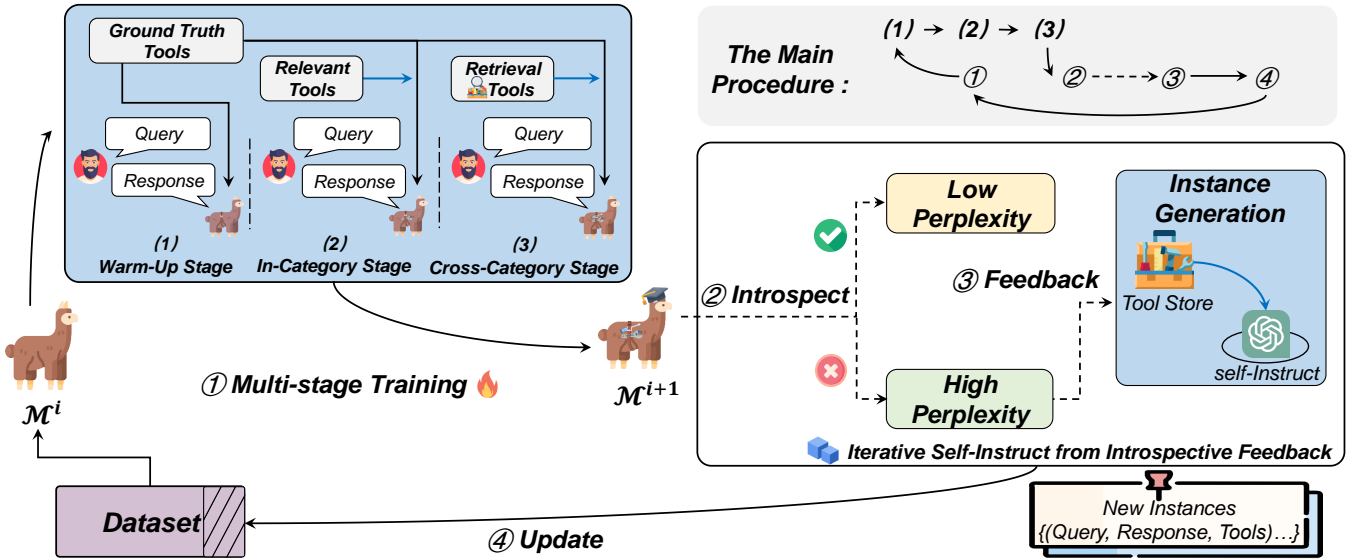 Ground Truth
Tools
Relevant
Tools
Retrieval
Tools
Query
Response
Query
Response
Query
Response
(1)
Warm-Up Stage
(2)
In-Category Stage
(3)
Cross-Category Stage
The Main
Procedure :
(1) (2) (3)
① ② ③ ④
ℳⁱ
① Multi-stage Training
ℳⁱ⁺¹
② Introspect
Low
Perplexity
High
Perplexity
③ Feedback
Instance
Generation
Tool Store
self-Instruct
Iterative Self-Instruct from Introspective Feedback
Dataset
④ Update
New Instances
{(Query, Response, Tools)...}